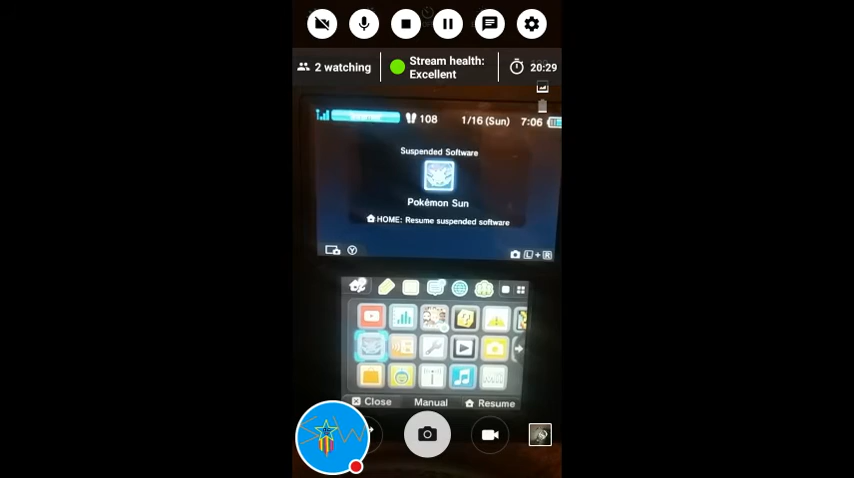 2 watching
Stream health:
Excellent
20:29
108
1/16 (Sun)
7:06
Suspended Software
Pokémon Sun
HOME: Resume suspended software
Y
L + R
Close
Manual
Resume